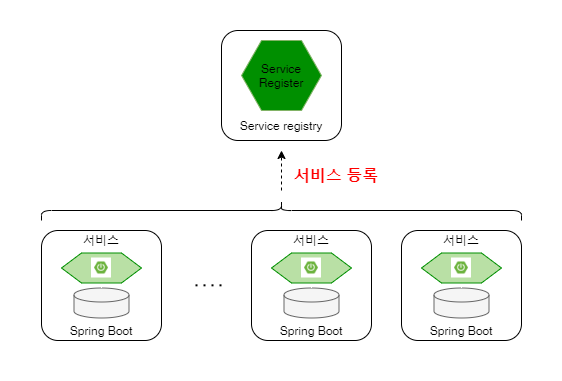 Service
Register
Service registry
서비스 등록
서비스
서비스
서비스
....
Spring Boot
Spring Boot
Spring Boot